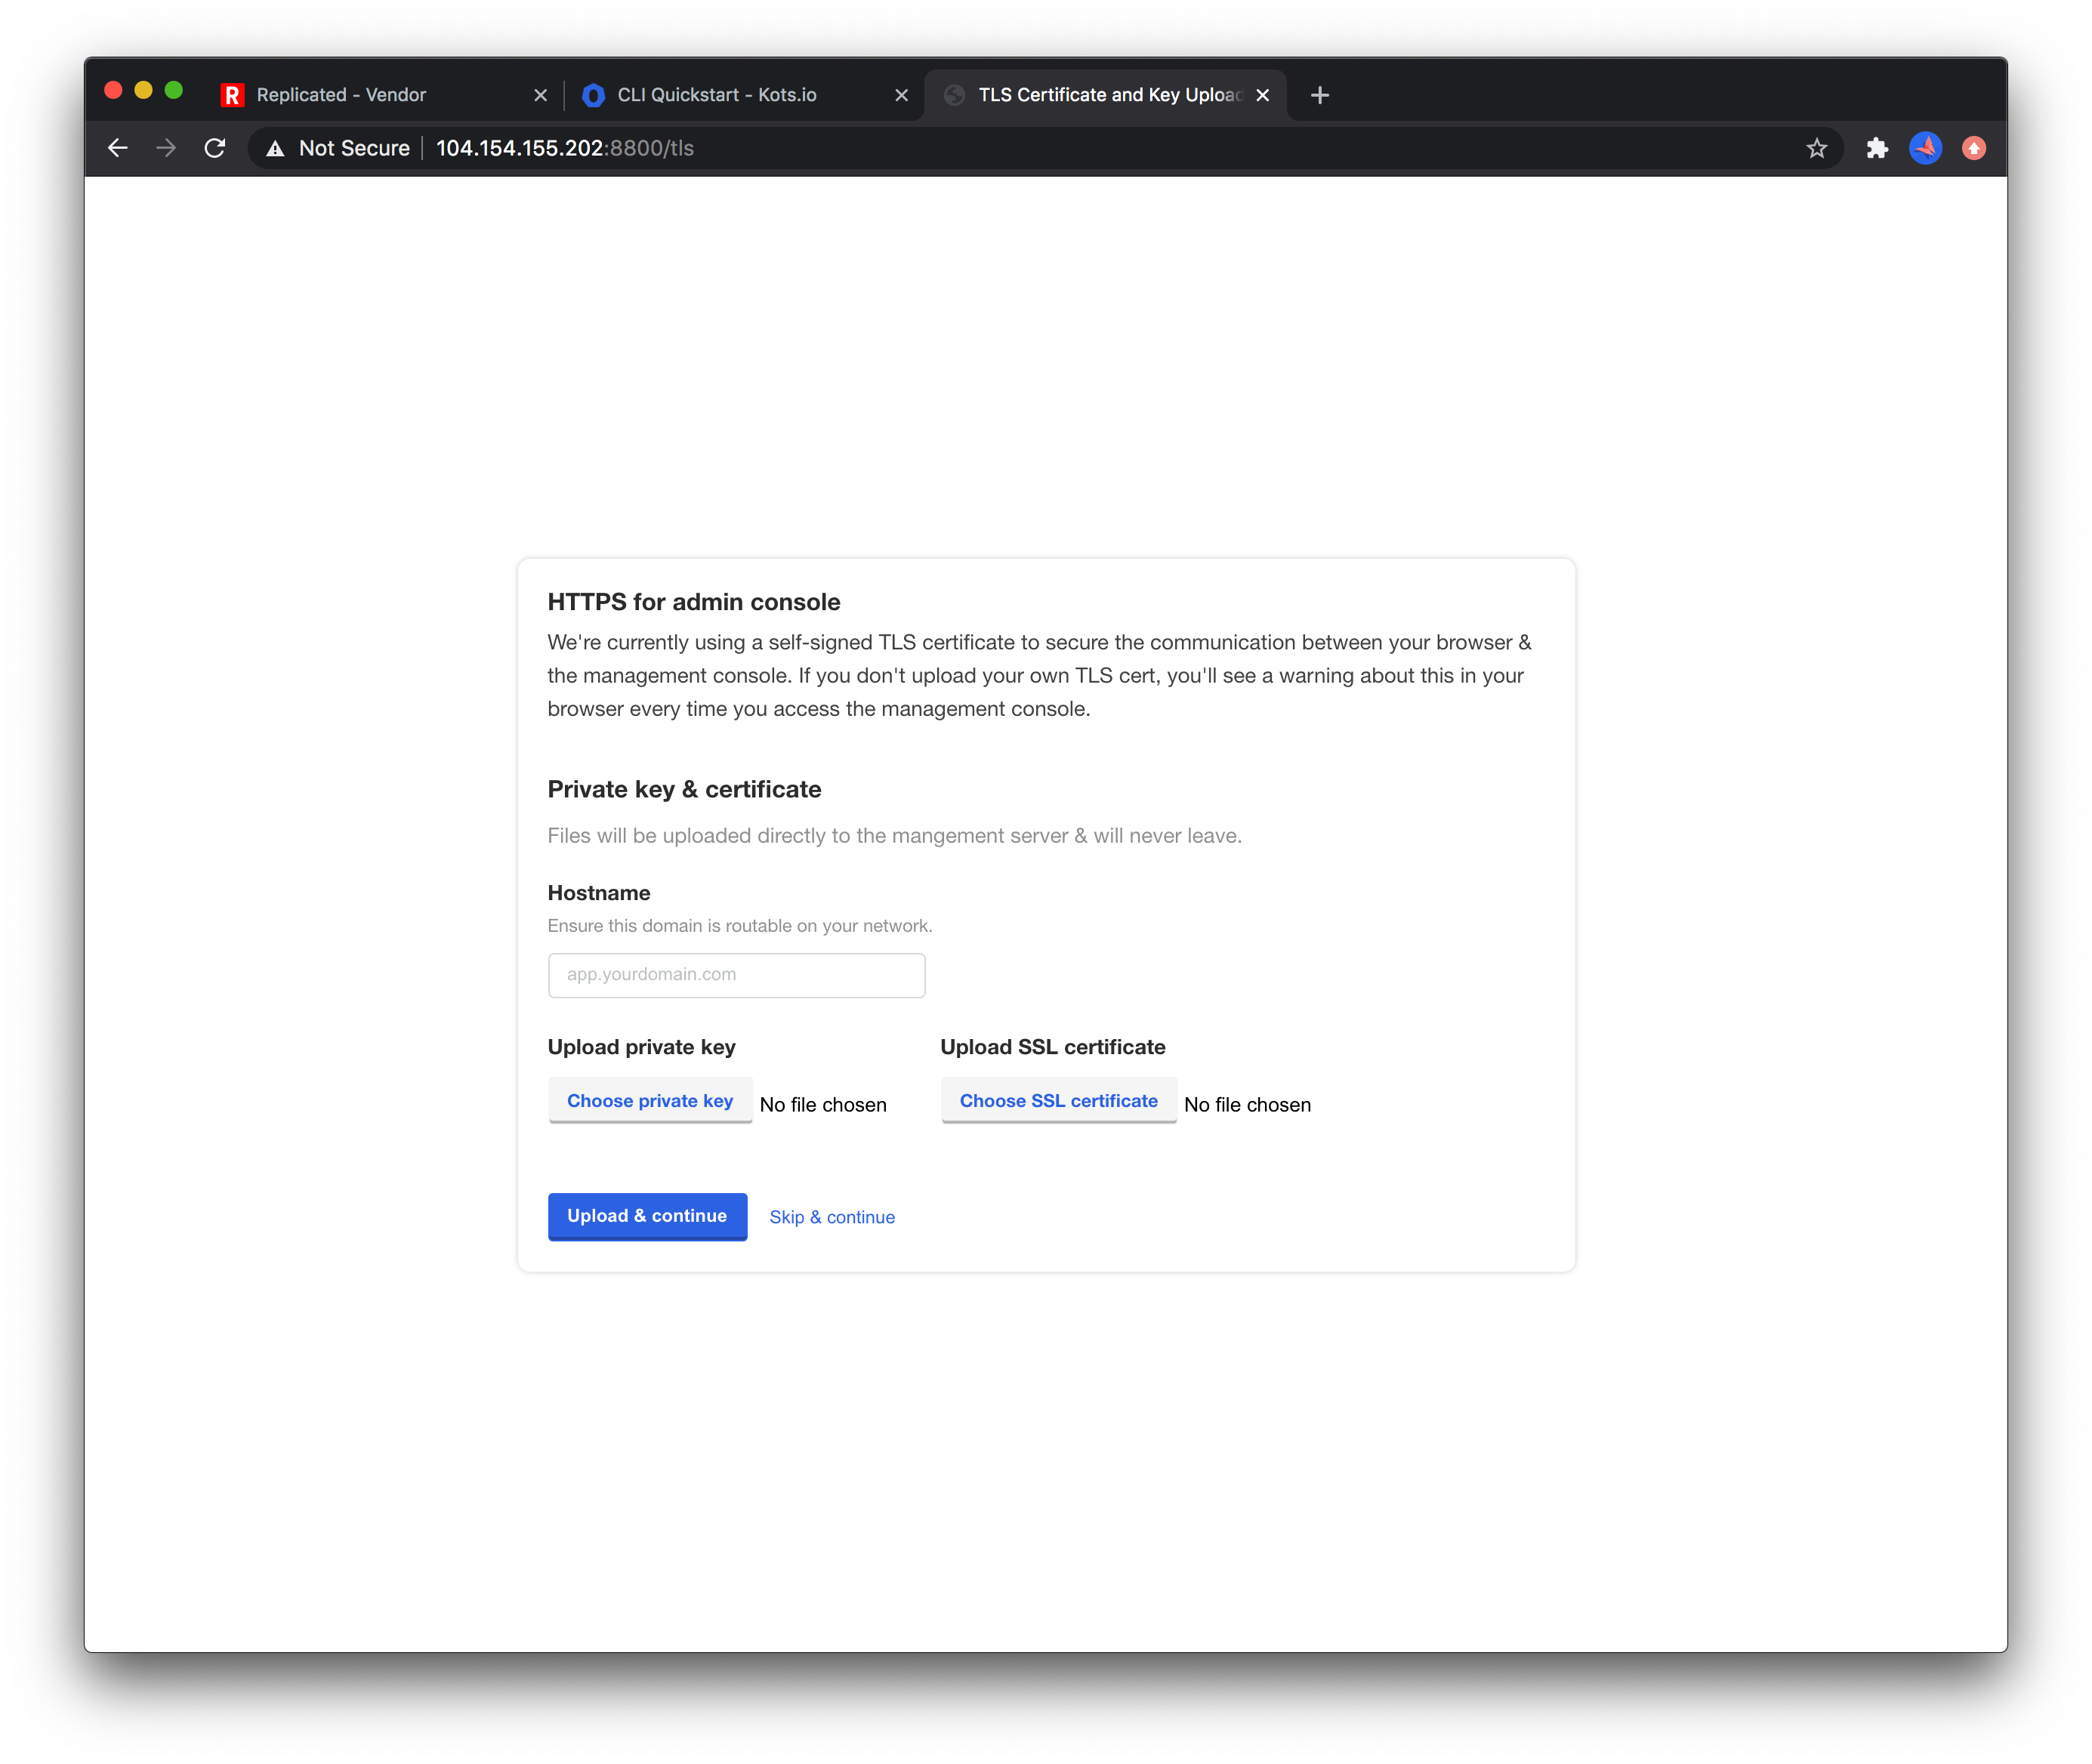 R Replicated - Vendor
CLI Quickstart - Kots.io
TLS Certificate and Key Upload
Not Secure
104.154.155.202:8800/tls
HTTPS for admin console
We're currently using a self-signed TLS certificate to secure the communication between your browser &
the management console. If you don't upload your own TLS cert, you'll see a warning about this in your
browser every time you access the management console.
Private key & certificate
Files will be uploaded directly to the mangement server & will never leave.
Hostname
Ensure this domain is routable on your network.
app.yourdomain.com
Upload private key
Upload SSL certificate
Choose private key
No file chosen
Choose SSL certificate
No file chosen
Upload & continue
Skip & continue